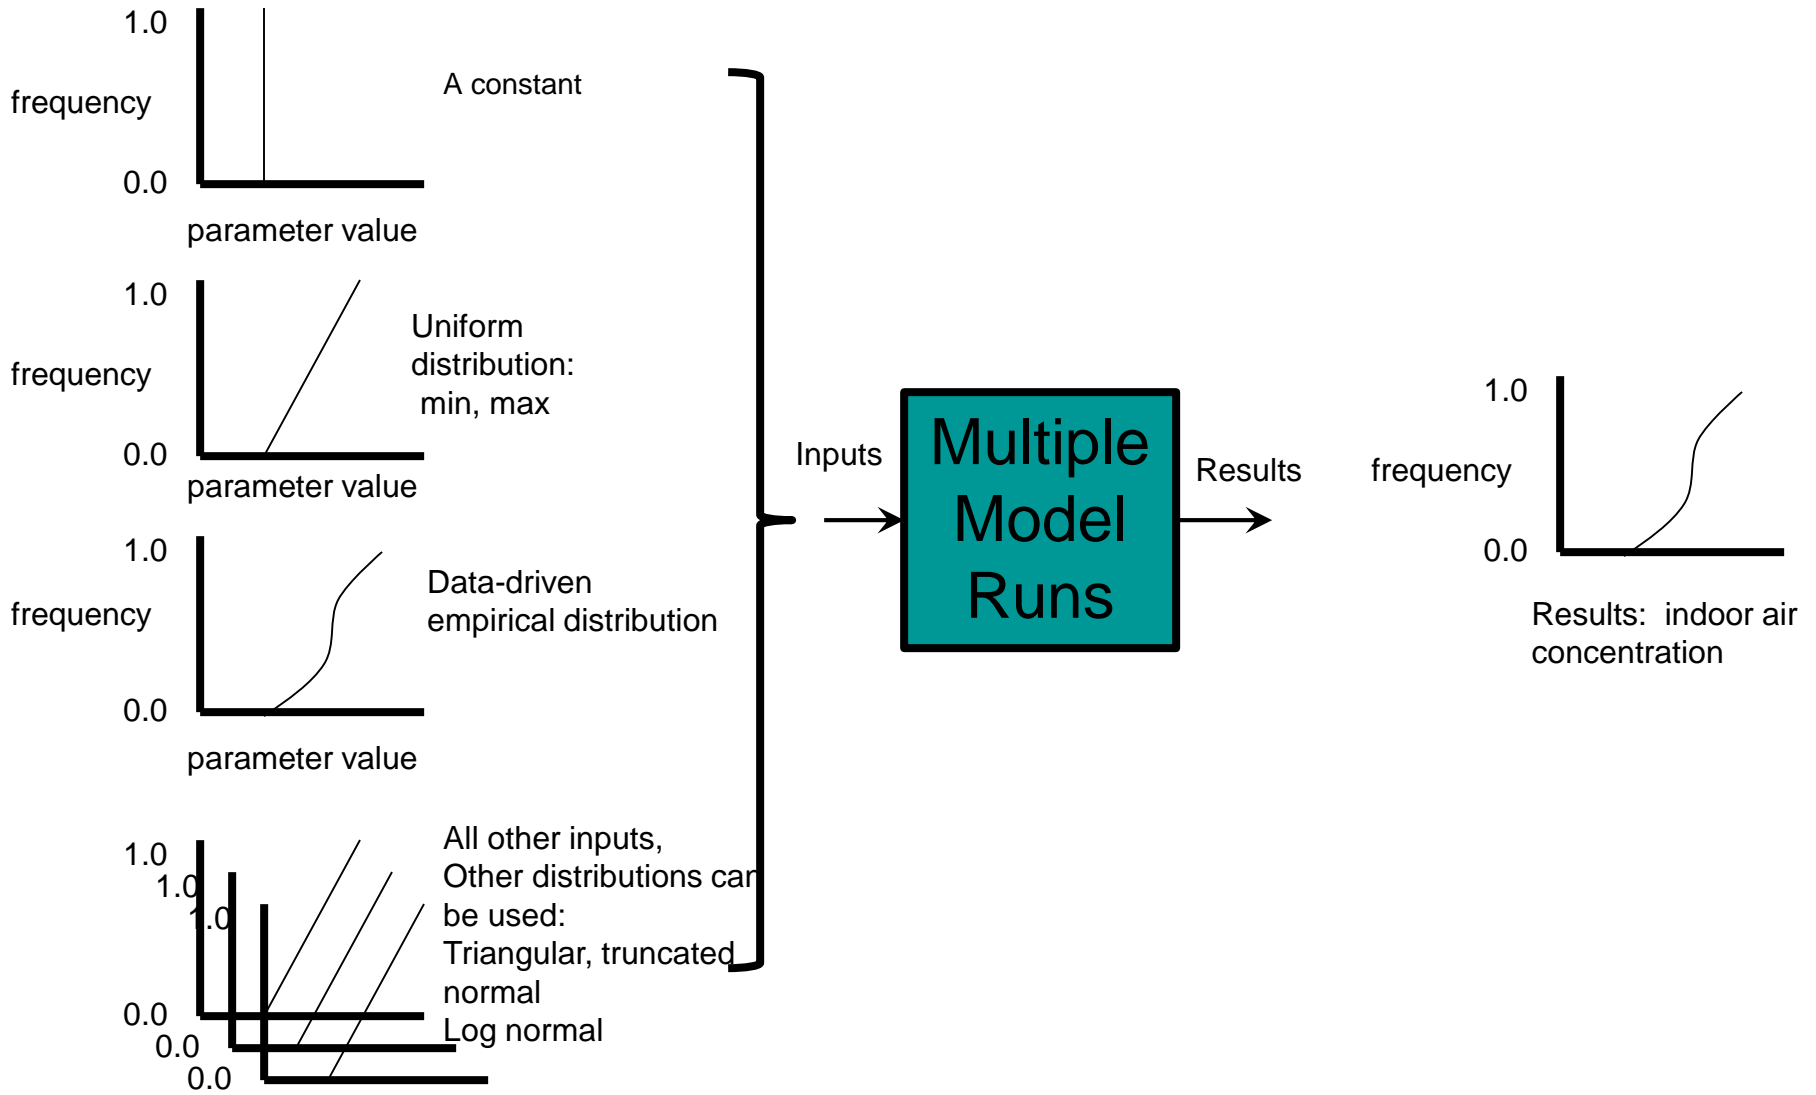 1.0
frequency
A constant
0.0
parameter value
1.0
frequency
Uniform
distribution:
min, max
0.0
parameter value
1.0
frequency
Data-driven
empirical distribution
0.0
parameter value
1.0
1.0
1.0
All other inputs,
Other distributions can
be used:
Triangular, truncated
normal
Log normal
0.0
0.0
0.0
Inputs
Multiple
Model
Runs
Results
1.0
frequency
0.0
Results: indoor air
concentration